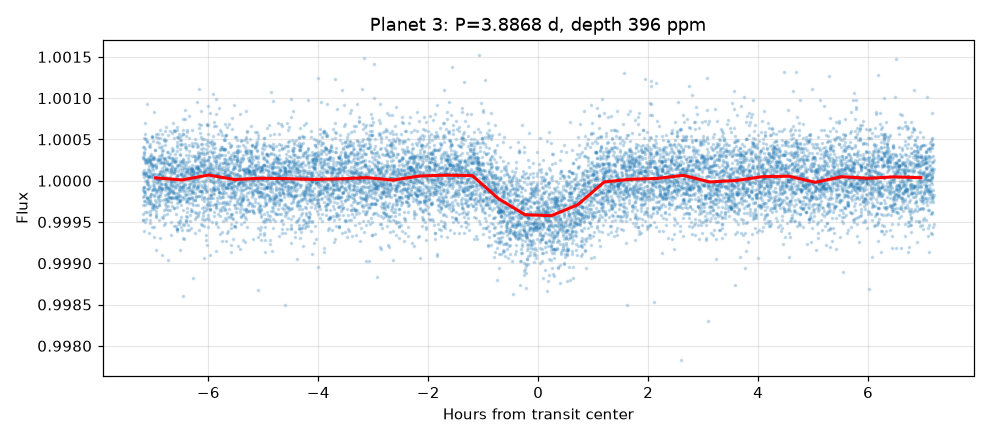 Planet 3: P=3.8868 d, depth 396 ppm
Flux
1.0015
1.0010
1.0005
1.0000
0.9995
0.9990
0.9985
0.9980
−6 −4 −2 0 2 4 6
Hours from transit center